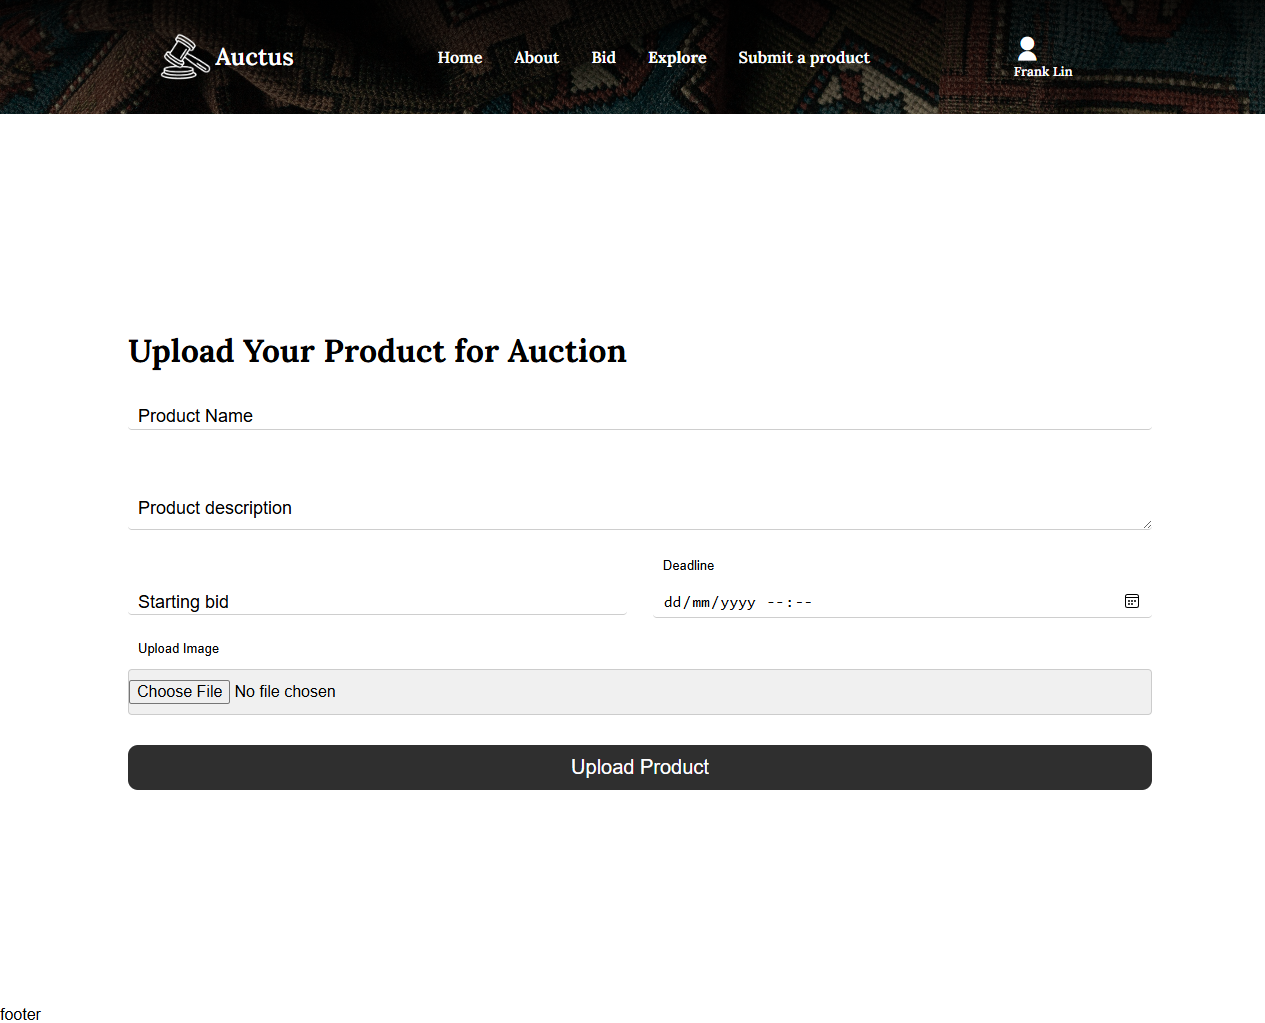 Auctus
Home About Bid Explore Submit a product
Frank Lin
Upload Your Product for Auction
Product Name
Product description
Deadline
Starting bid
dd/mm/yyyy --:--
Upload Image
Choose File No file chosen
Upload Product
footer